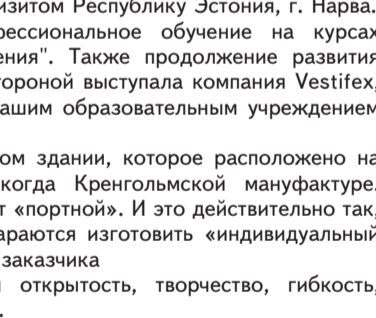 изитом Республику Эстония, г. Нарва.
фессиональное обучение на курсах
ения". Также продолжение развития
тороной выступала компания Vestifex,
ашим образовательным учреждением
ом здании, которое расположено на
когда Кренгольмской мануфактуре.
т «портной». И это действительно так,
араются изготовить «индивидуальный
заказчика
открытость, творчество, гибкость,